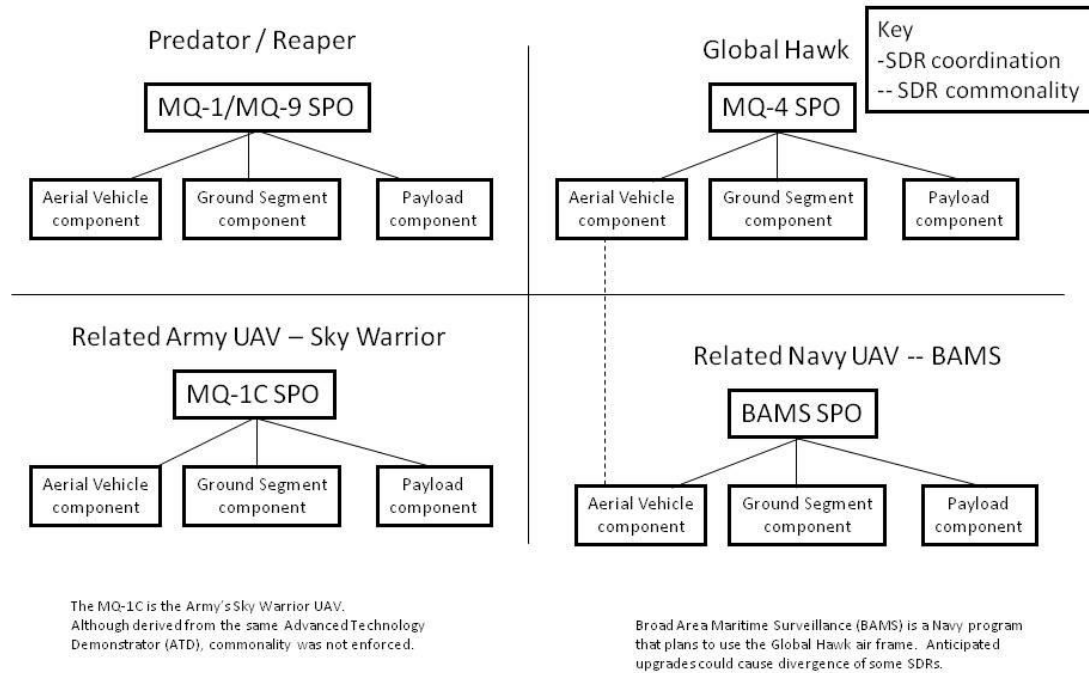 Predator / Reaper
MQ-1/MQ-9 SPO
Aerial Vehicle
component
Ground Segment
component
Payload
component
Global Hawk
MQ-4 SPO
Aerial Vehicle
component
Ground Segment
component
Payload
component
Key
-SDR coordination
-- SDR commonality
Related Army UAV – Sky Warrior
MQ-1C SPO
Aerial Vehicle
component
Ground Segment
component
Payload
component
The MQ-1C is the Army's Sky Warrior UAV.
Although derived from the same Advanced Technology
Demonstrator (ATD), commonality was not enforced.
Related Navy UAV -- BAMS
BAMS SPO
Aerial Vehicle
component
Ground Segment
component
Payload
component
Broad Area Maritime Surveillance (BAMS) is a Navy program
that plans to use the Global Hawk air frame. Anticipated
upgrades could cause divergence of some SDRs.